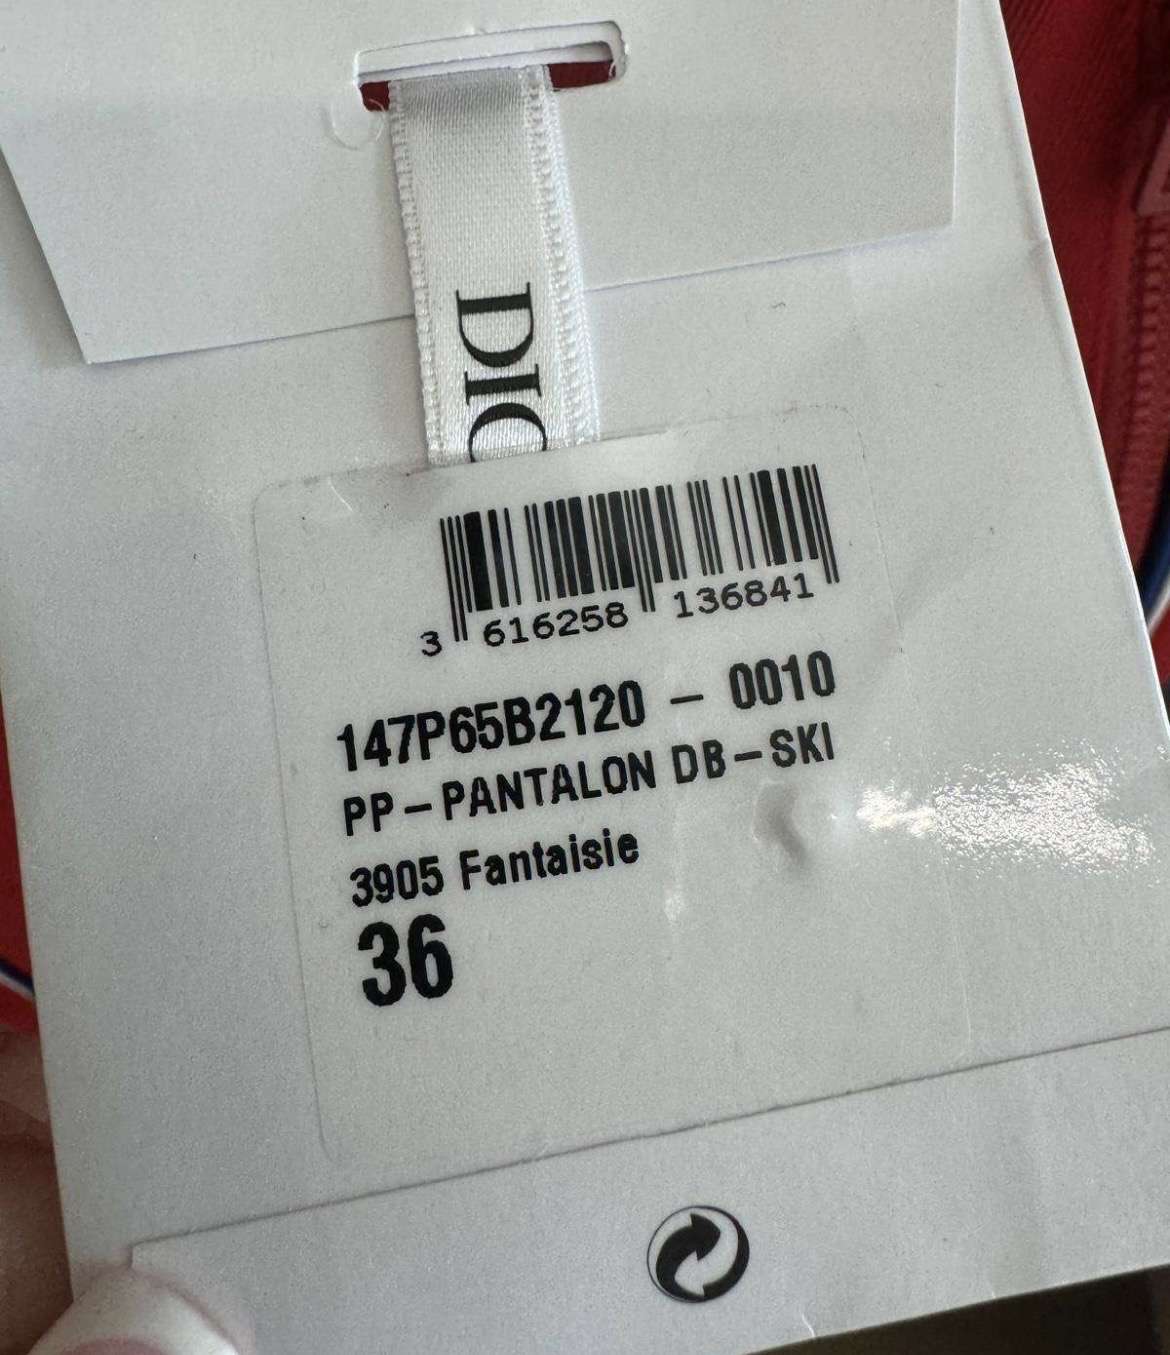 DIO
3 616258 136841
147P65B2120 - 0010
PP-PANTALON DB-SKI
3905 Fantaisie
36